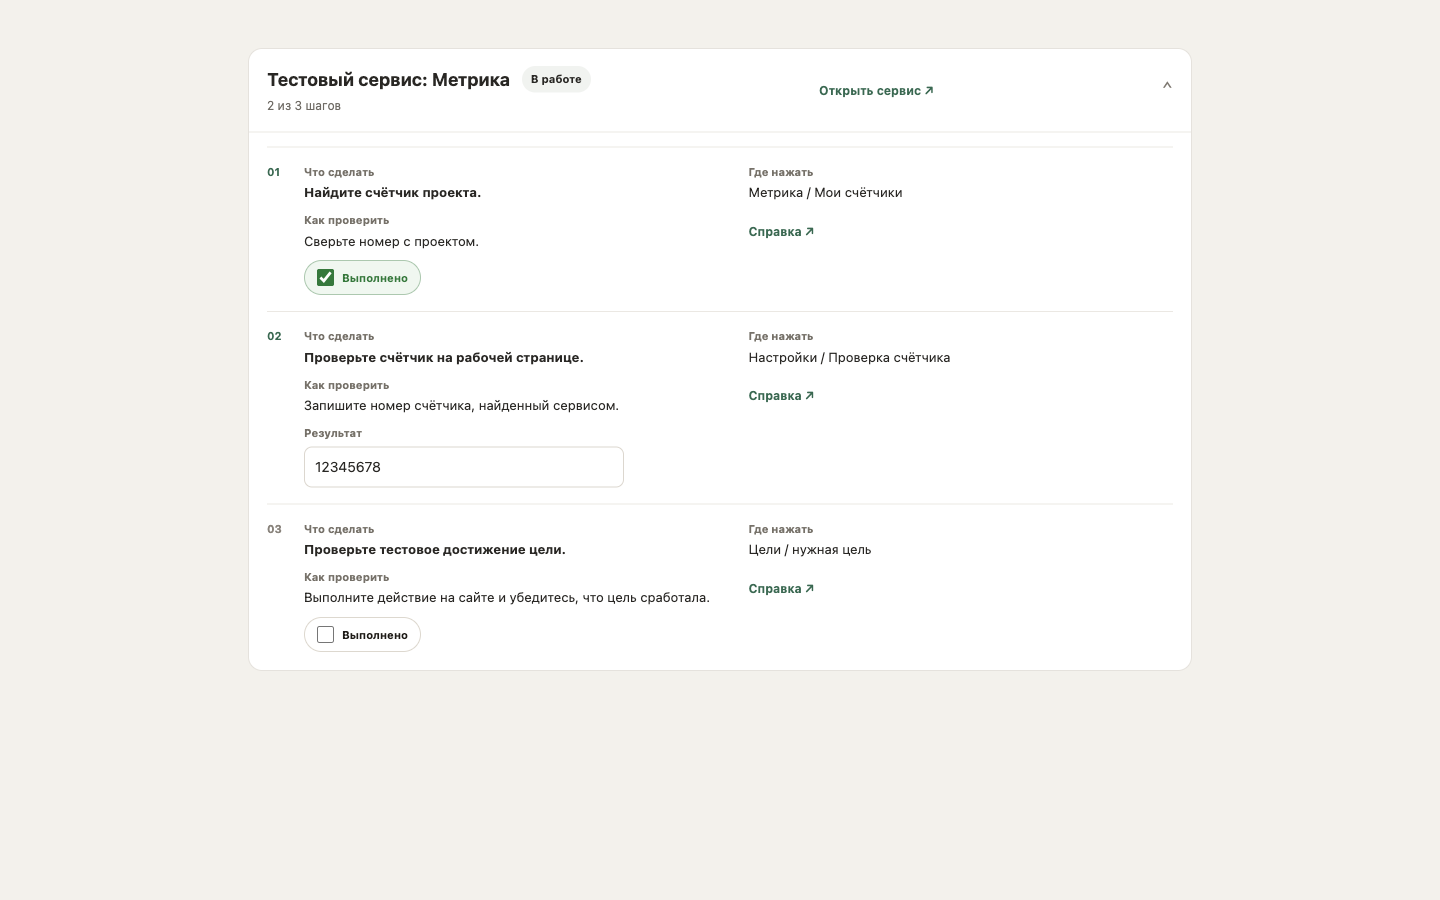 Тестовый сервис: Метрика
В работе
2 из 3 шагов
Открыть сервис ↗
01
Что сделать
Найдите счётчик проекта.
Как проверить
Сверьте номер с проектом.
Выполнено
Где нажать
Метрика / Мои счётчики
Справка ↗
02
Что сделать
Проверьте счётчик на рабочей странице.
Как проверить
Запишите номер счётчика, найденный сервисом.
Результат
12345678
Где нажать
Настройки / Проверка счётчика
Справка ↗
03
Что сделать
Проверьте тестовое достижение цели.
Как проверить
Выполните действие на сайте и убедитесь, что цель сработала.
Выполнено
Где нажать
Цели / нужная цель
Справка ↗